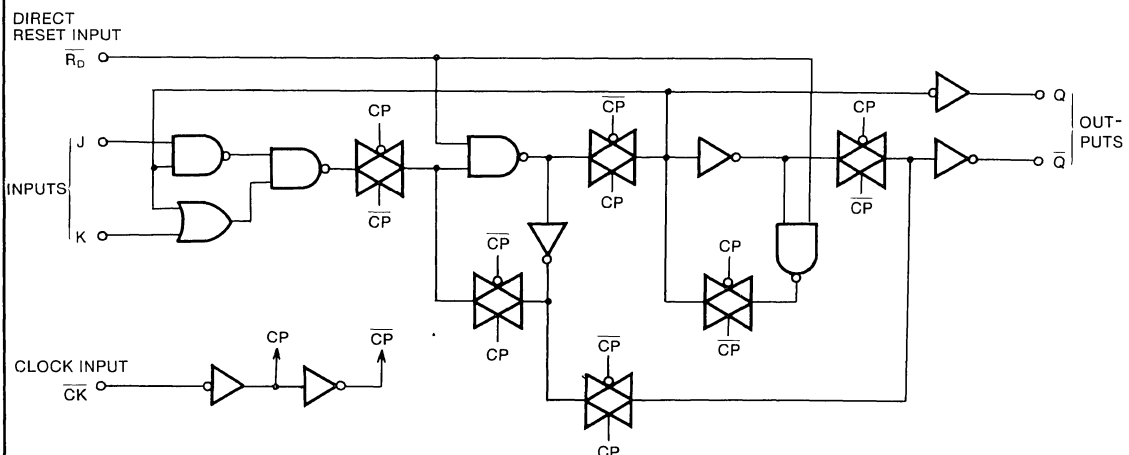 DIRECT
RESET INPUT
R̅D̅
CP
C̅P̅
CP
Q
J
INPUTS
OUT-
PUTS
Q̅
C̅P̅
CP
C̅P̅
K
C̅P̅
CP
CP
C̅P̅
CP
C̅P̅
C̅P̅
CLOCK INPUT
C̅K̅
CP